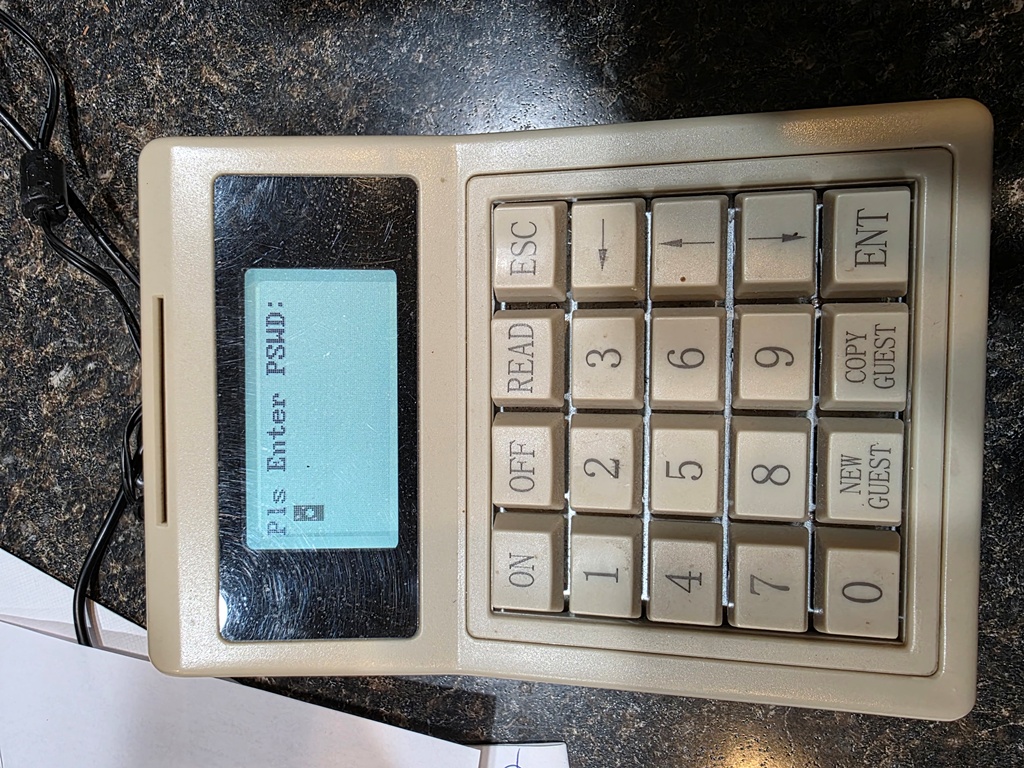 Pls Enter PSWD:
ON OFF READ ESC
1 2 3 ←
4 5 6 ↑
7 8 9 ↓
0 NEW GUEST COPY GUEST ENT